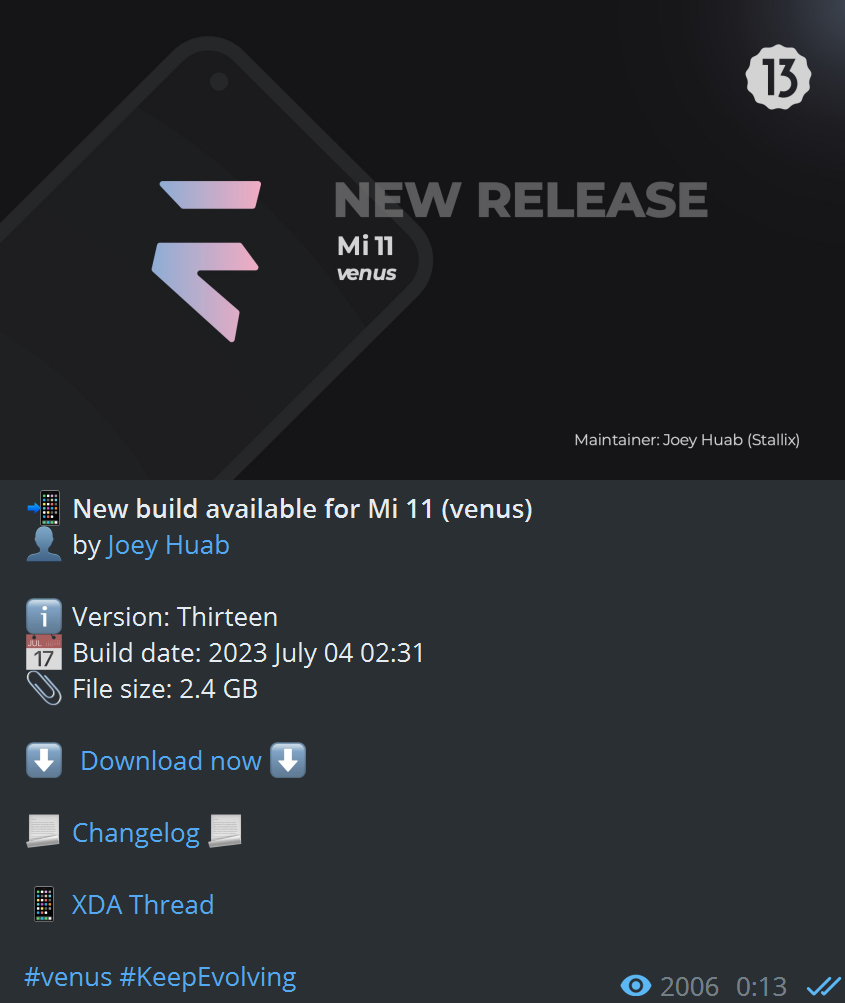 13
NEW RELEASE
Mi 11
venus
Maintainer: Joey Huab (Stallix)
New build available for Mi 11 (venus)
by Joey Huab
Version: Thirteen
JUL
17
Build date: 2023 July 04 02:31
File size: 2.4 GB
Download now
Changelog
XDA Thread
#venus #KeepEvolving
2006 0:13